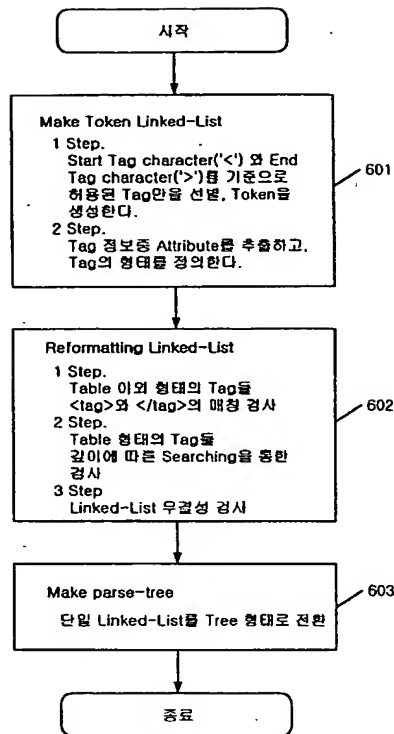 시작
Make Token Linked-List
1 Step.
Start Tag character('<') 와 End
Tag character('>')를 기준으로
허용된 Tag만을 선별, Token을
생성한다.
2 Step.
Tag 정보중 Attribute를 추출하고,
Tag의 형태를 정의한다.
601
Reformatting Linked-List
1 Step.
Table 이외 형태의 Tag들
<tag>와 </tag>의 매칭 검사
2 Step.
Table 형태의 Tag들
깊이에 따른 Searching을 통한
검사
3 Step
Linked-List 무결성 검사
602
Make parse-tree
단일 Linked-List를 Tree 형태로 전환
603
종료